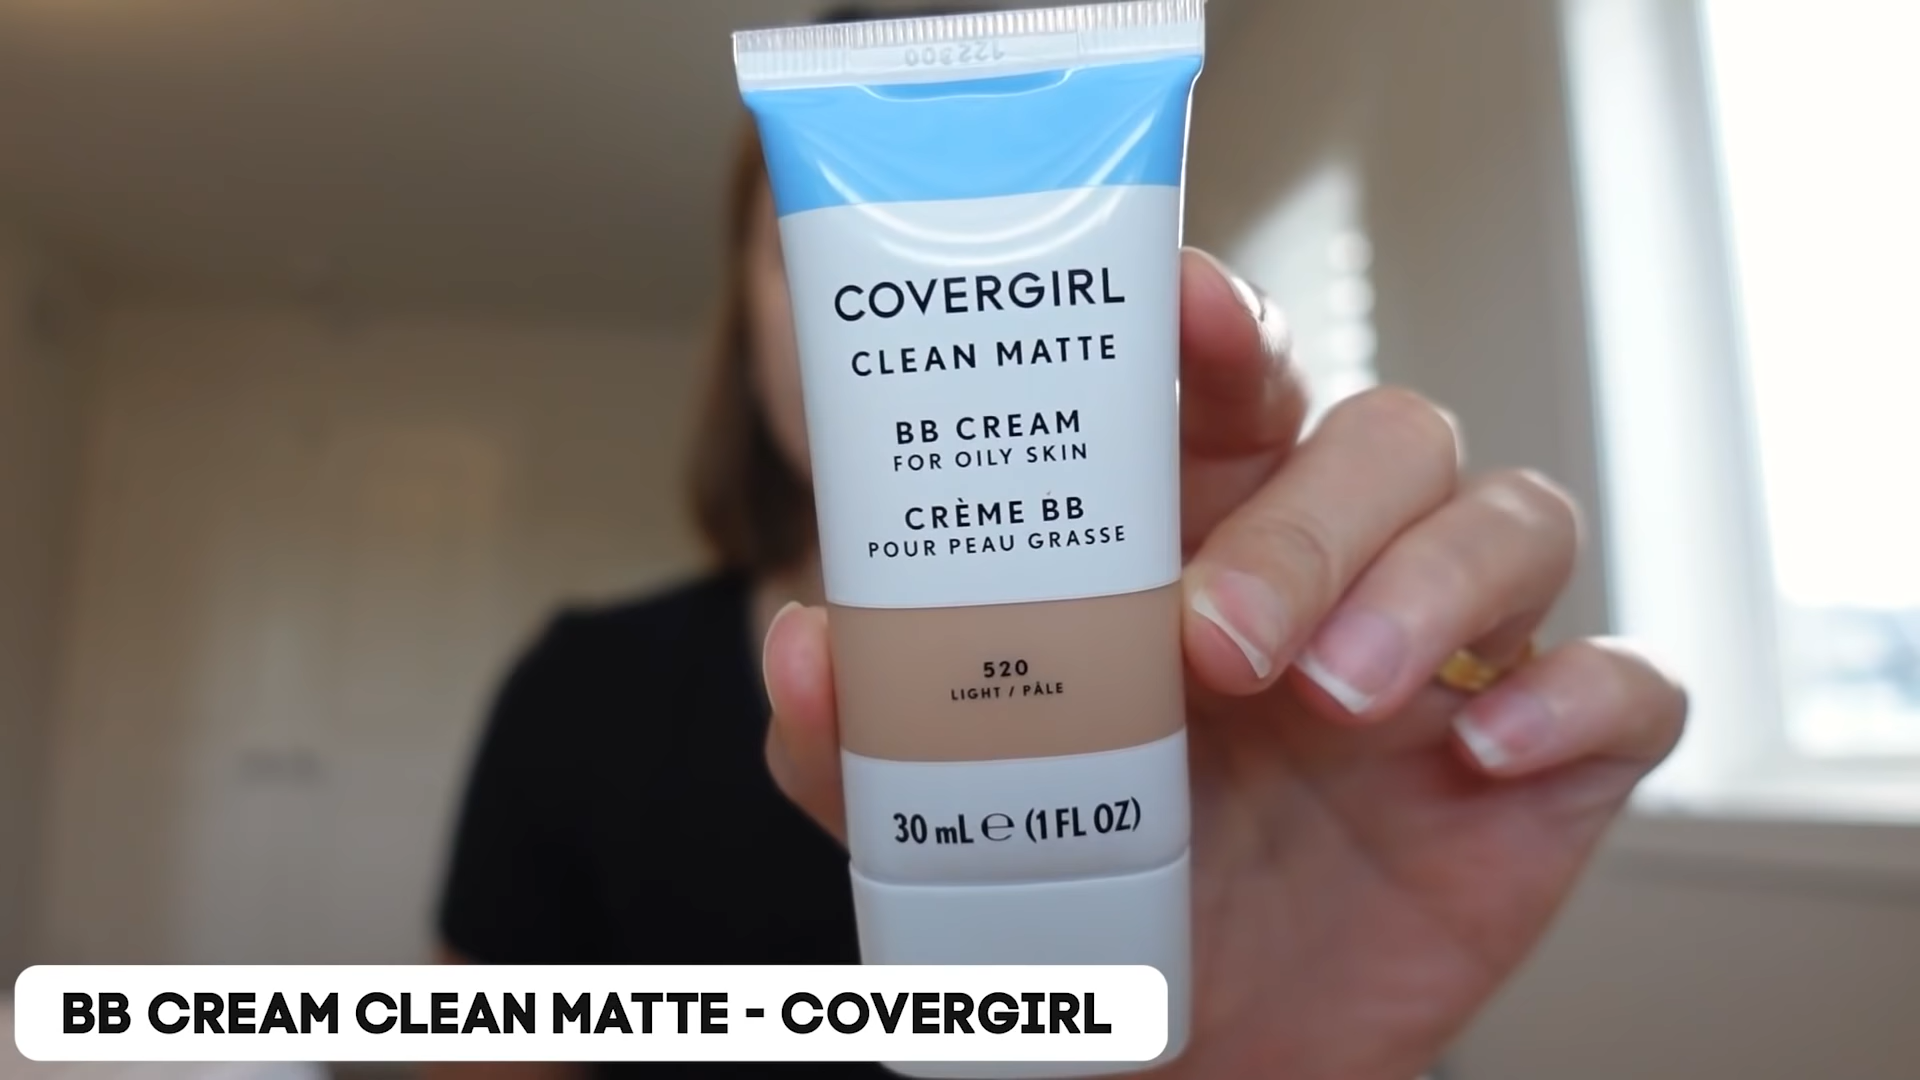 122300
COVERGIRL
CLEAN MATTE
BB CREAM
FOR OILY SKIN
CRÈME BB
POUR PEAU GRASSE
520
LIGHT / PÂLE
30 mL ℮ (1 FL OZ)
BB CREAM CLEAN MATTE - COVERGIRL